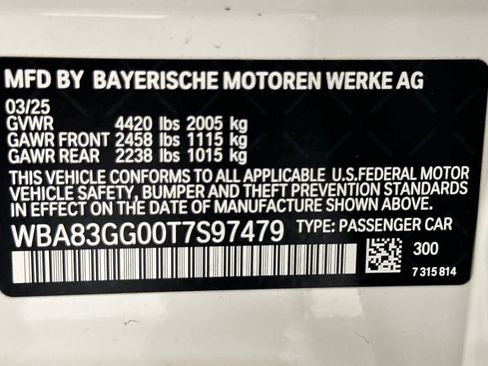 MFD BY BAYERISCHE MOTOREN WERKE AG
03/25
GVWR 4420 lbs 2005 kg
GAWR FRONT 2458 lbs 1115 kg
GAWR REAR 2238 lbs 1015 kg
THIS VEHICLE CONFORMS TO ALL APPLICABLE U.S.FEDERAL MOTOR
VEHICLE SAFETY, BUMPER AND THEFT PREVENTION STANDARDS
IN EFFECT ON THE DATE OF MANUFACTURE SHOWN ABOVE.
WBA83GG00T7S97479 TYPE: PASSENGER CAR
300
7 315 814